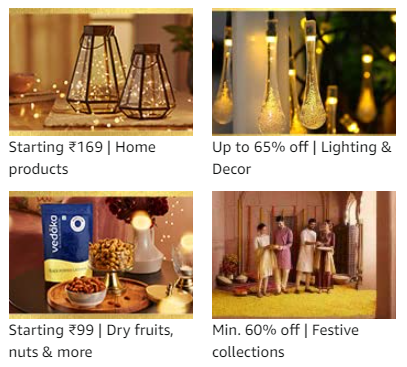 Starting ₹169 | Home
products
Up to 65% off | Lighting &
Decor
vedāka
Starting ₹99 | Dry fruits,
nuts & more
Min. 60% off | Festive
collections